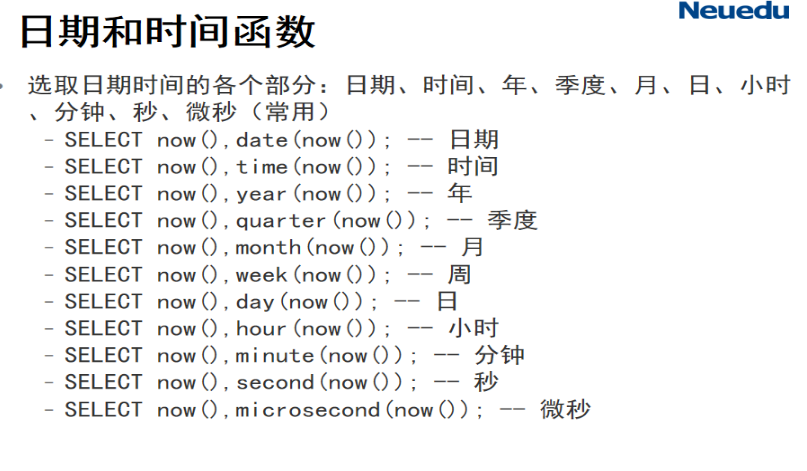 Neuedu
日期和时间函数
• 选取日期时间的各个部分：日期、时间、年、季度、月、日、小时
、分钟、秒、微秒（常用）
– SELECT now(),date(now()); -- 日期
– SELECT now(),time(now()); -- 时间
– SELECT now(),year(now()); -- 年
– SELECT now(),quarter(now()); -- 季度
– SELECT now(),month(now()); -- 月
– SELECT now(),week(now()); -- 周
– SELECT now(),day(now()); -- 日
– SELECT now(),hour(now()); -- 小时
– SELECT now(),minute(now()); -- 分钟
– SELECT now(),second(now()); -- 秒
– SELECT now(),microsecond(now()); -- 微秒